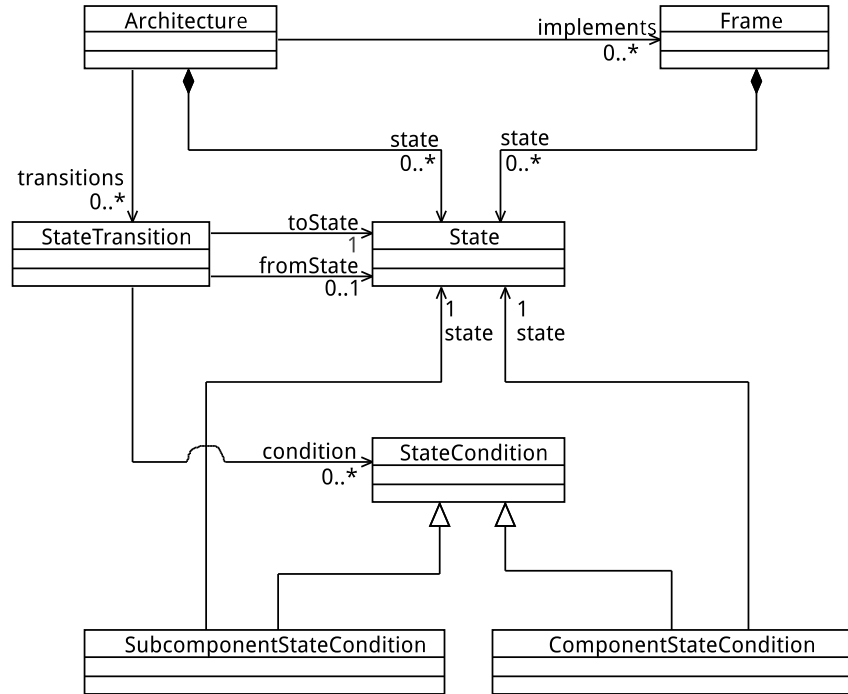 Architecture
implements
Frame
0..*
state
state
0..*
0..*
transitions
0..*
StateTransition
toState
State
1
fromState
0..1
1
1
state
state
condition
StateCondition
0..*
SubcomponentStateCondition
ComponentStateCondition